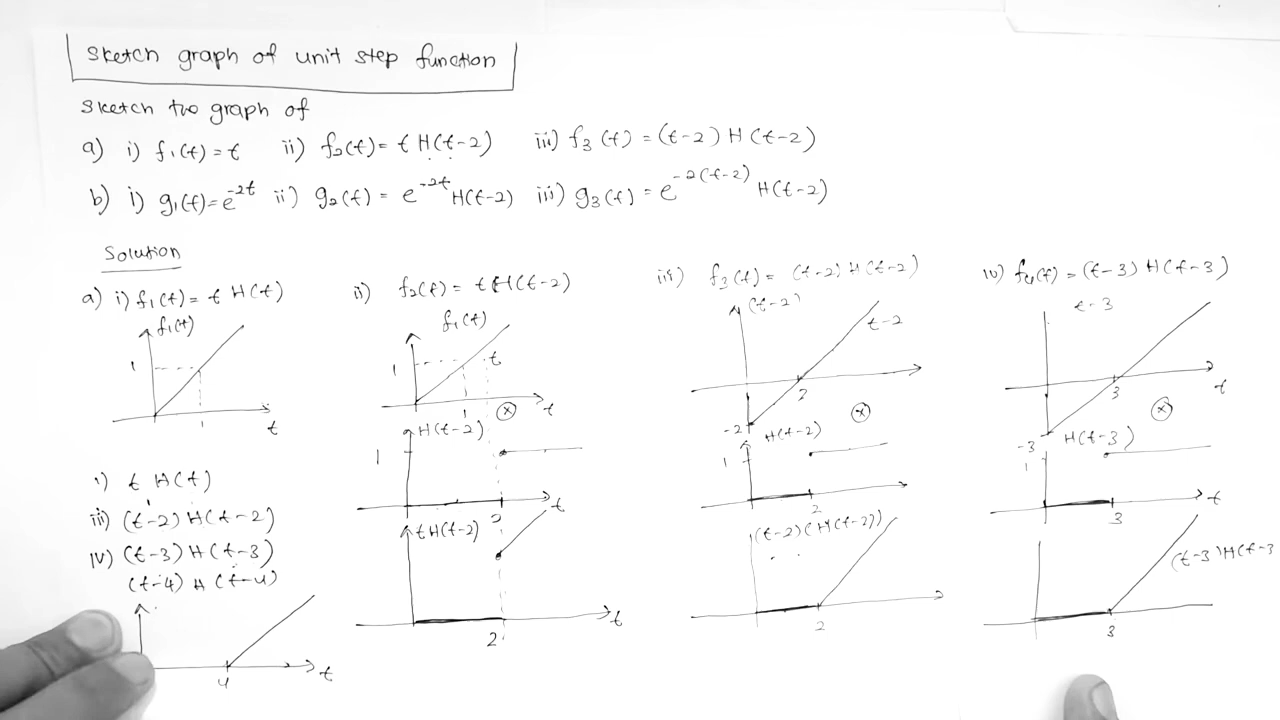 Sketch graph of unit step function
Sketch two graph of
a) i) f₁(t)=t ii) f₂(t)= t H(t-2) iii) f₃(t) =(t-2) H(t-2)
b) i) g₁(t)=e^-2t ii) g₂(t) = e^-2t H(t-2) iii) g₃(t) = e^-2(t-2) H(t-2)
Solution
a) i) f₁(t)= t H(t)
f₁(t)
1
1
t
i) t H(t)
iii) (t-2) H(t-2)
iv) (t-3) H(t-3)
(t-4) H (t-4)
4
t
ii) f₂(t) = t H(t-2)
f₁(t)
1
t
1
t
H(t-2)
1
2
t
t H(t-2)
2
t
iii) f₃(t) = (t-2) H(t-2)
(t-2)
t-2
2
-2
H(t-2)
1
2
(t-2)(H(t-2))
2
iv) f₄(t) = (t-3) H(t-3)
t-3
3
t
-3
H(t-3)
1
3
t
(t-3)H(t-3
3